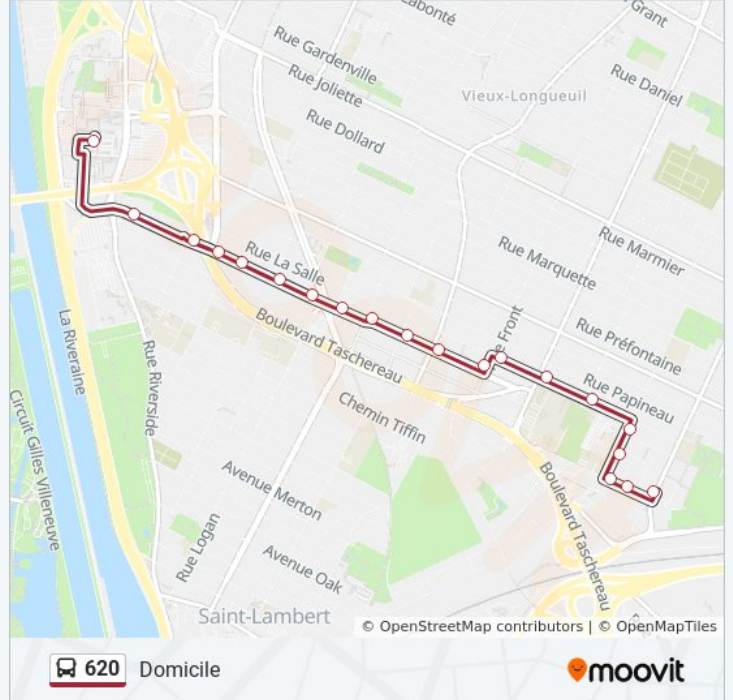 Labonté
Grant
Rue Gardenville
Rue Joliette
Rue Daniel
Vieux-Longueuil
Rue Dollard
Rue Marmier
Rue La Salle
Rue Marquette
La Riveraine
Boulevard Taschereau
Front
Rue Préfontaine
Rue Riverside
Rue Papineau
Circuit Gilles Villeneuve
Chemin Tiffin
Avenue Merton
Boulevard Taschereau
Rue Logan
Avenue Oak
Saint-Lambert
© OpenStreetMap contributors | © OpenMapTiles
620 Domicile
moovit